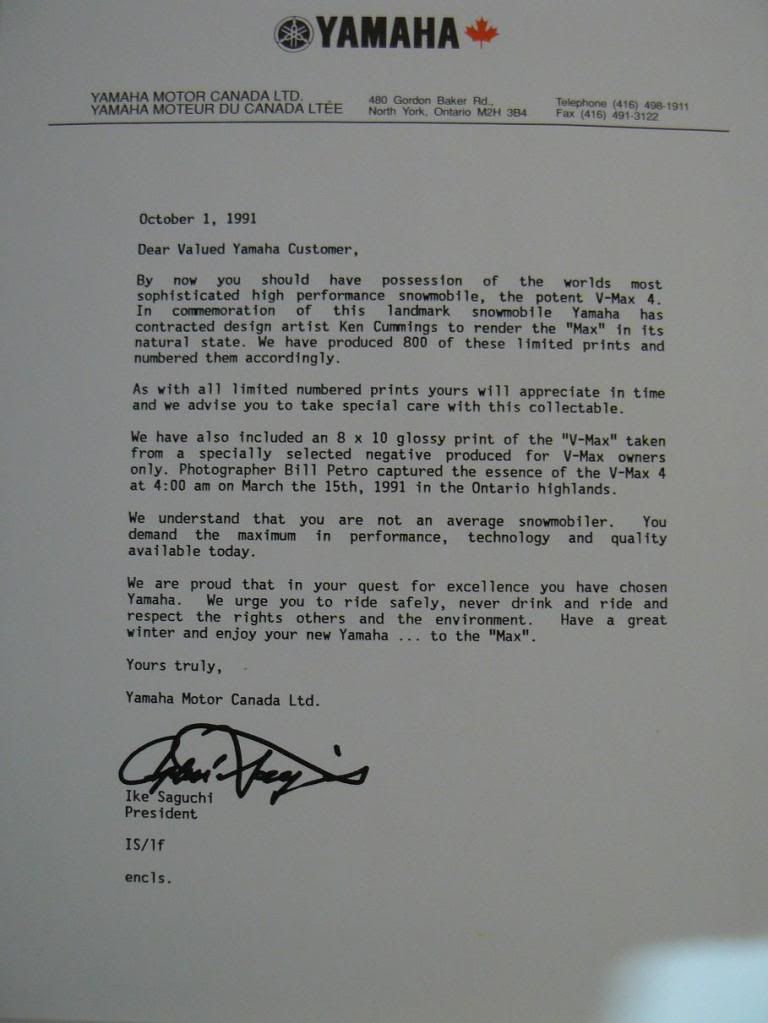 YAMAHA
YAMAHA MOTOR CANADA LTD.
YAMAHA MOTEUR DU CANADA LTÉE
480 Gordon Baker Rd.,
North York, Ontario M2H 3B4
Telephone (416) 498-1911
Fax (416) 491-3122
October 1, 1991
Dear Valued Yamaha Customer,
By now you should have possession of the worlds most
sophisticated high performance snowmobile, the potent V-Max 4.
In commemoration of this landmark snowmobile Yamaha has
contracted design artist Ken Cummings to render the "Max" in its
natural state. We have produced 800 of these limited prints and
numbered them accordingly.
As with all limited numbered prints yours will appreciate in time
and we advise you to take special care with this collectable.
We have also included an 8 x 10 glossy print of the "V-Max" taken
from a specially selected negative produced for V-Max owners
only. Photographer Bill Petro captured the essence of the V-Max 4
at 4:00 am on March the 15th, 1991 in the Ontario highlands.
We understand that you are not an average snowmobiler. You
demand the maximum in performance, technology and quality
available today.
We are proud that in your quest for excellence you have chosen
Yamaha. We urge you to ride safely, never drink and ride and
respect the rights others and the environment. Have a great
winter and enjoy your new Yamaha ... to the "Max".
Yours truly,
Yamaha Motor Canada Ltd.
Ike Saguchi
President
IS/lf
encls.